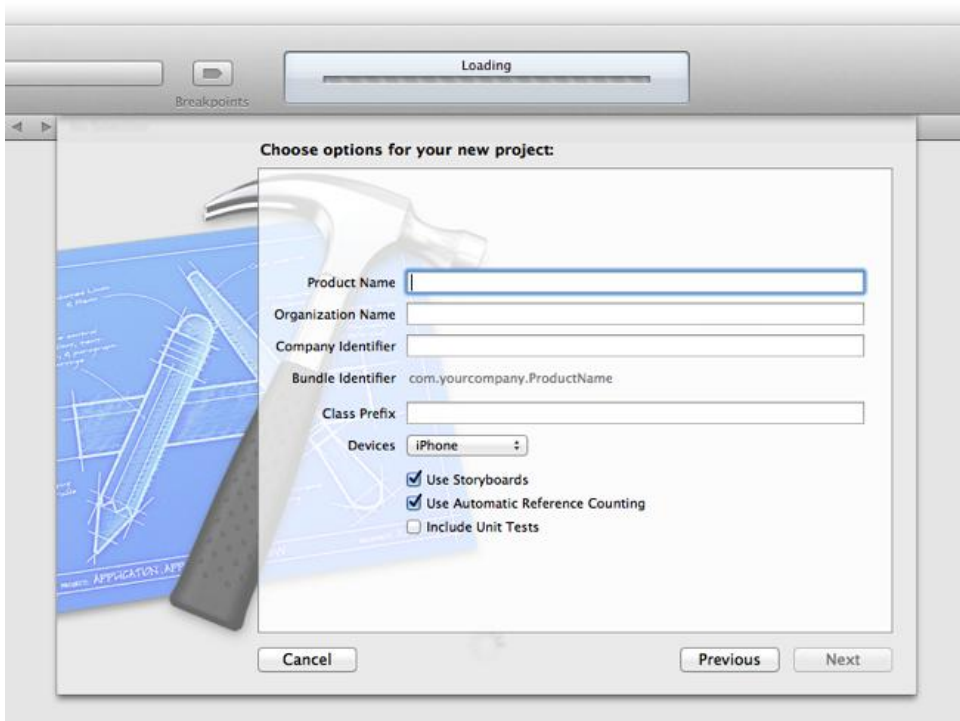 Loading
Breakpoints
Choose options for your new project:
Product Name
Organization Name
Company Identifier
Bundle Identifier com.yourcompany.ProductName
Class Prefix
Devices iPhone
Use Storyboards
Use Automatic Reference Counting
Include Unit Tests
Cancel
Previous
Next